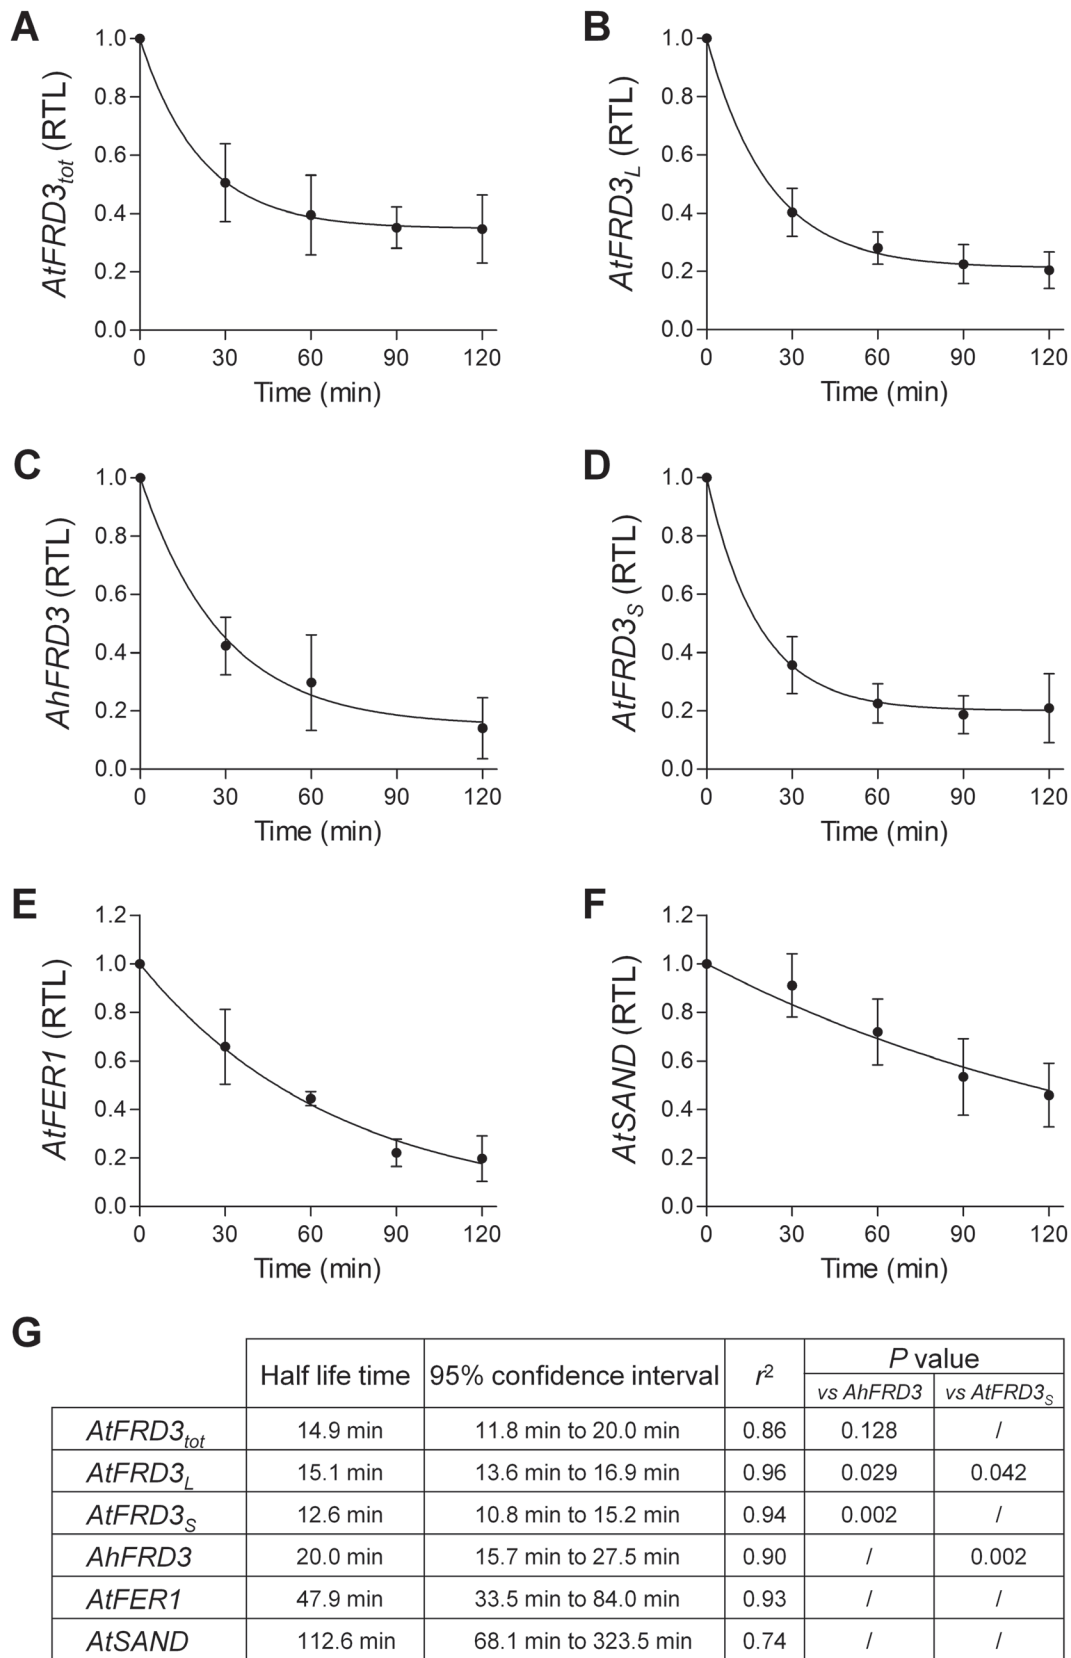 A
AtFRD3tot (RTL)
1.0
0.8
0.6
0.4
0.2
0.0
0 30 60 90 120
Time (min)
B
AtFRD3L (RTL)
1.0
0.8
0.6
0.4
0.2
0.0
0 30 60 90 120
Time (min)
C
AhFRD3 (RTL)
1.0
0.8
0.6
0.4
0.2
0.0
0 30 60 90 120
Time (min)
D
AtFRD3S (RTL)
1.0
0.8
0.6
0.4
0.2
0.0
0 30 60 90 120
Time (min)
E
AtFER1 (RTL)
1.2
1.0
0.8
0.6
0.4
0.2
0.0
0 30 60 90 120
Time (min)
F
AtSAND (RTL)
1.2
1.0
0.8
0.6
0.4
0.2
0.0
0 30 60 90 120
Time (min)
G
Half life time 95% confidence interval r² P value
vs AhFRD3 vs AtFRD3S
AtFRD3tot 14.9 min 11.8 min to 20.0 min 0.86 0.128 /
AtFRD3L 15.1 min 13.6 min to 16.9 min 0.96 0.029 0.042
AtFRD3S 12.6 min 10.8 min to 15.2 min 0.94 0.002 /
AhFRD3 20.0 min 15.7 min to 27.5 min 0.90 / 0.002
AtFER1 47.9 min 33.5 min to 84.0 min 0.93 / /
AtSAND 112.6 min 68.1 min to 323.5 min 0.74 / /